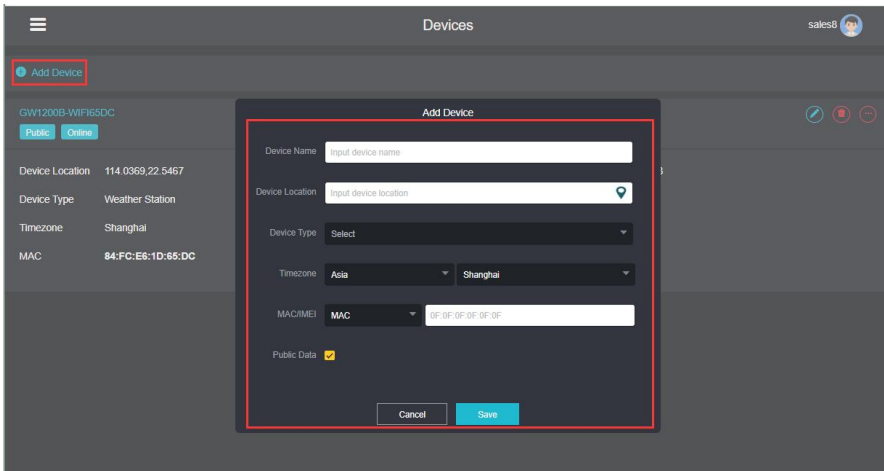 Devices
sales8
Add Device
GW1200B-WIFI65DC
Public Online
Device Location 114.0369,22.5467
Device Type Weather Station
Timezone Shanghai
MAC 84:FC:E6:1D:65:DC
Add Device
Device Name Input device name
Device Location Input device location
Device Type Select
Timezone Asia Shanghai
MAC/IMEI MAC 0F:0F:0F:0F:0F:0F
Public Data
Cancel Save